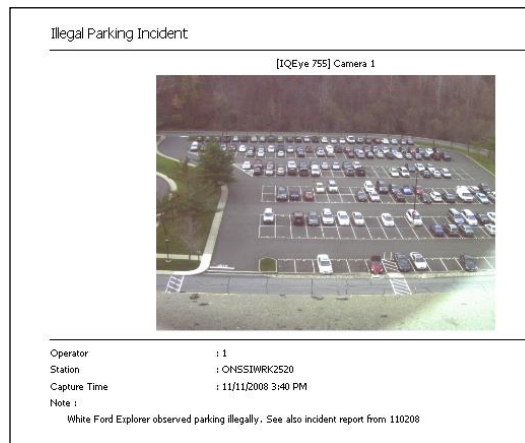 Illegal Parking Incident
[IQEye 755] Camera 1
Operator : 1
Station : ONSSIWRK2520
Capture Time : 11/11/2008 3:40 PM
Note :
White Ford Explorer observed parking illegally. See also incident report from 110208